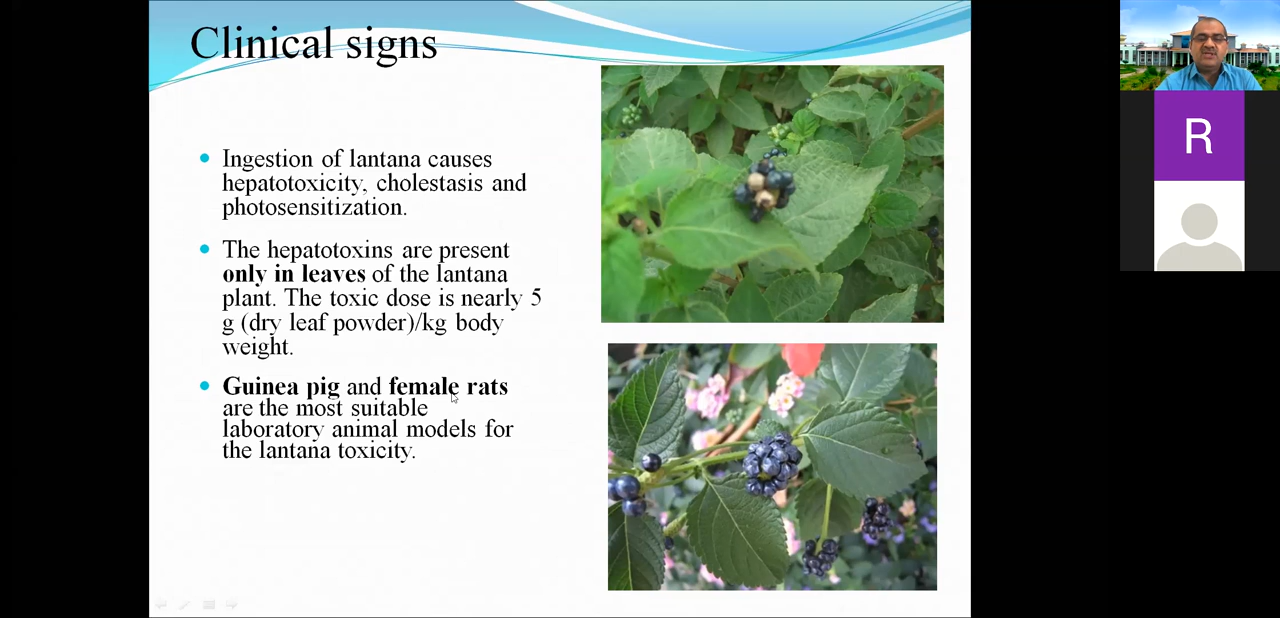 Clinical signs
Ingestion of lantana causes
hepatotoxicity, cholestasis and
photosensitization.
The hepatotoxins are present
only in leaves of the lantana
plant. The toxic dose is nearly 5
g (dry leaf powder)/kg body
weight.
Guinea pig and female rats
are the most suitable
laboratory animal models for
the lantana toxicity.
R